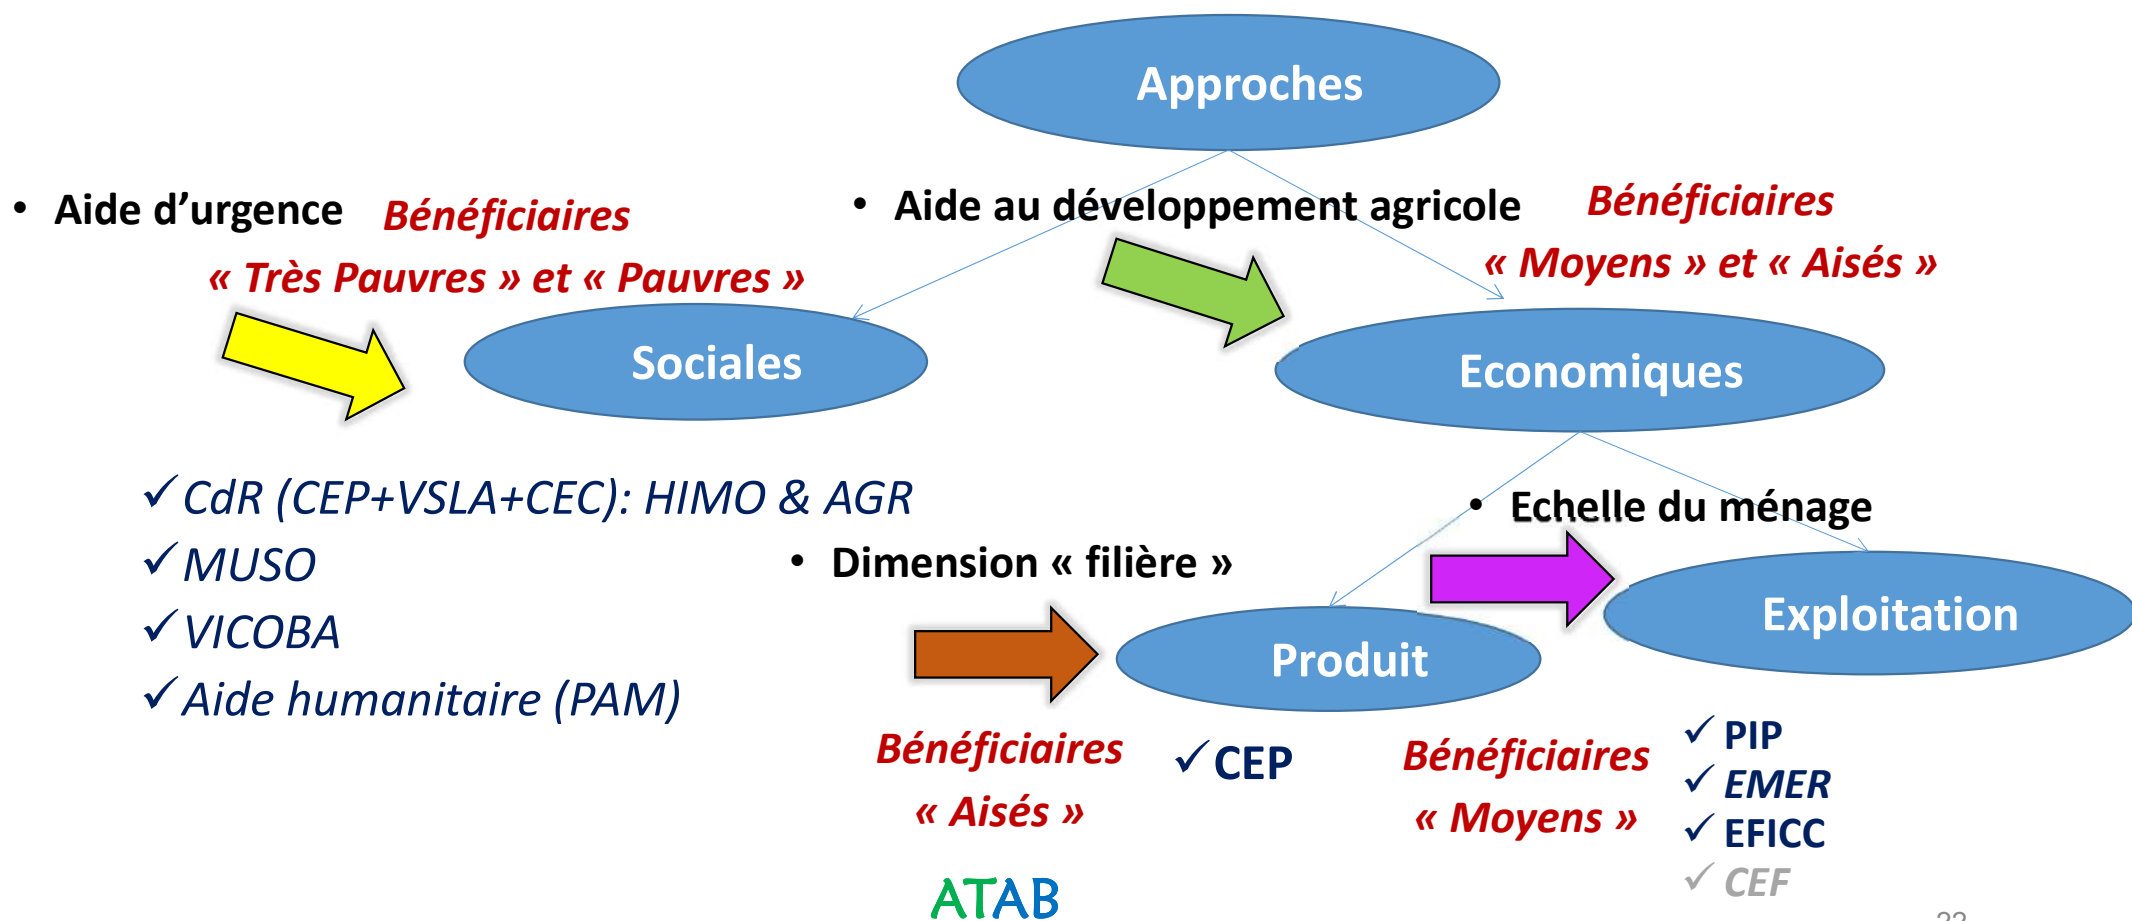 Approches
• Aide d’urgence
Bénéficiaires
« Très Pauvres » et « Pauvres »
• Aide au développement agricole
Bénéficiaires
« Moyens » et « Aisés »
Sociales
Economiques
✓ CdR (CEP+VSLA+CEC): HIMO & AGR
✓ MUSO
✓ VICOBA
✓ Aide humanitaire (PAM)
• Echelle du ménage
• Dimension « filière »
Exploitation
Produit
Bénéficiaires
« Aisés »
✓ CEP
Bénéficiaires
« Moyens »
✓ PIP
✓ EMER
✓ EFICC
✓ CEF
ATAB